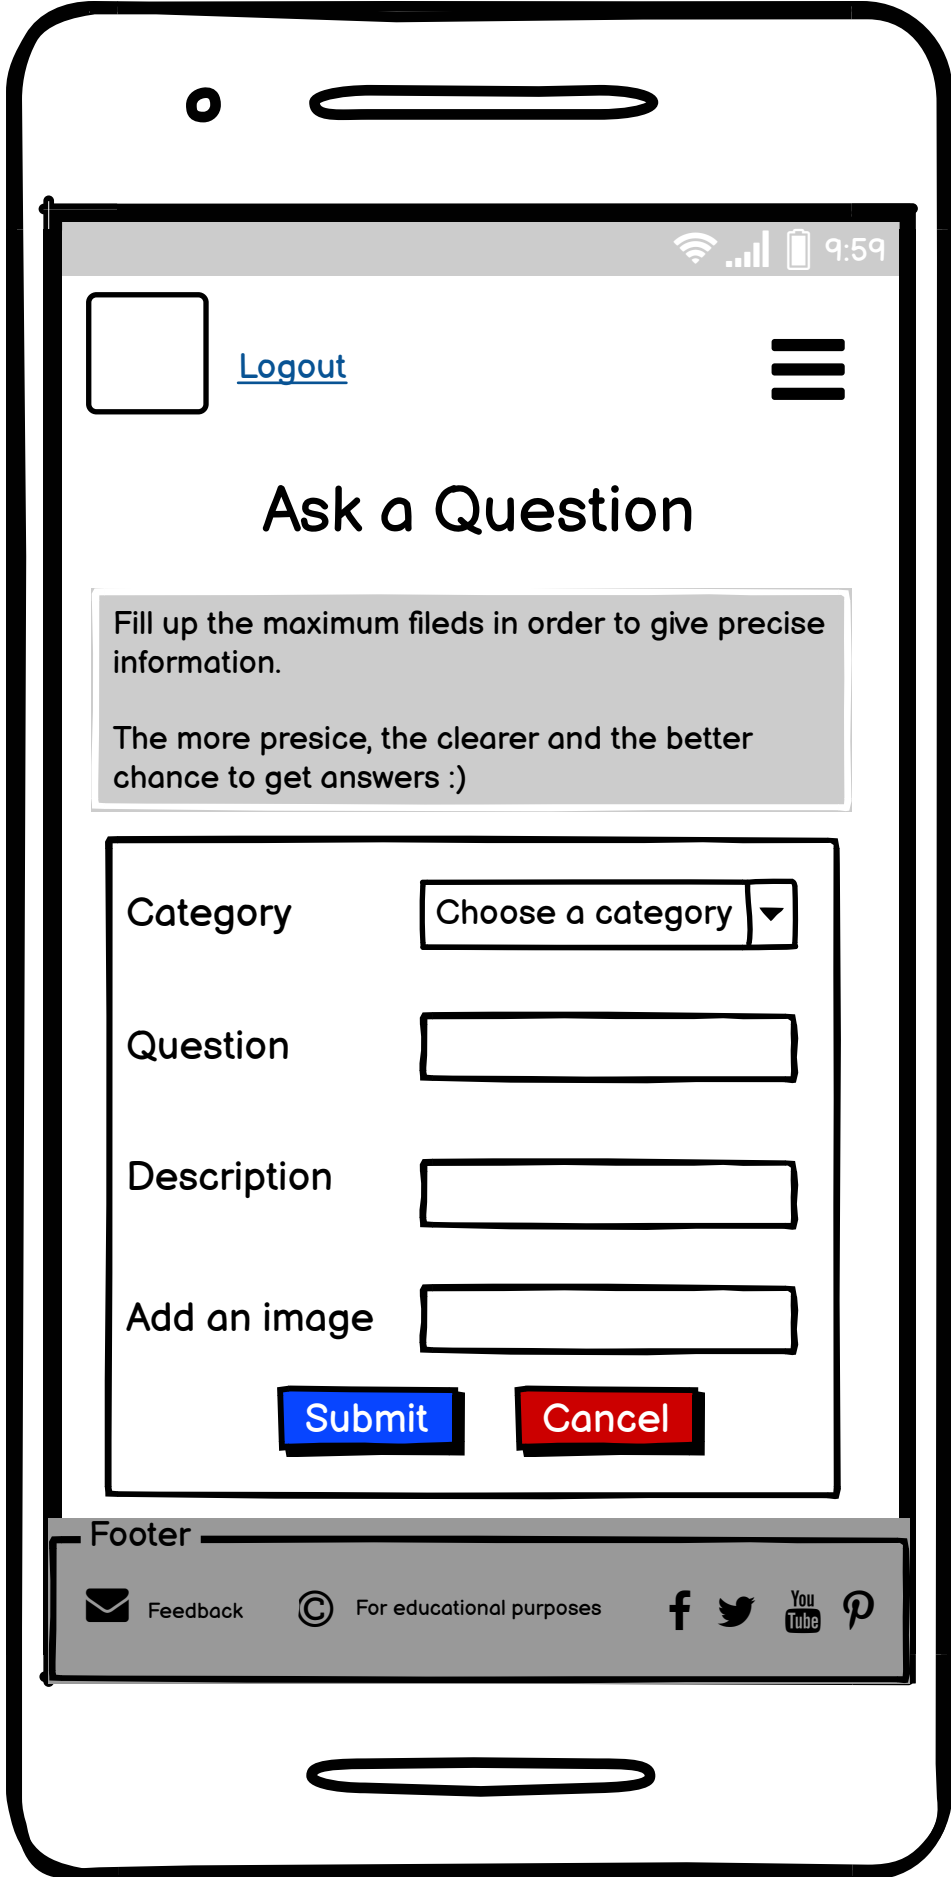 9:59
Logout
Ask a Question
Fill up the maximum fileds in order to give precise
information.
The more presice, the clearer and the better
chance to get answers :)
Category
Choose a category
Question
Description
Add an image
Submit
Cancel
Footer
Feedback
© For educational purposes
You
Tube